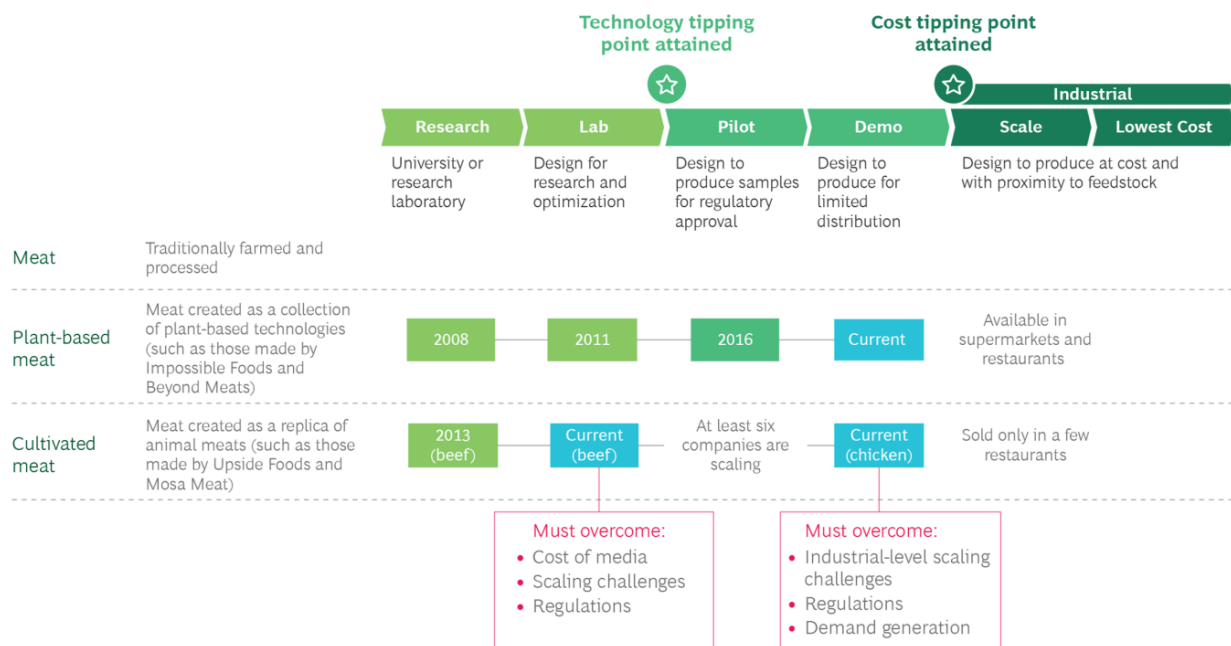 Technology tipping
point attained
Cost tipping point
attained
Industrial
Research
Lab
Pilot
Demo
Scale
Lowest Cost
University or
research
laboratory
Design for
research and
optimization
Design to
produce samples
for regulatory
approval
Design to
produce for
limited
distribution
Design to produce at cost and
with proximity to feedstock
Meat
Traditionally farmed and
processed
Plant-based
meat
Meat created as a collection
of plant-based technologies
(such as those made by
Impossible Foods and
Beyond Meats)
2008
2011
2016
Current
Available in
supermarkets and
restaurants
Cultivated
meat
Meat created as a replica of
animal meats (such as those
made by Upside Foods and
Mosa Meat)
2013
(beef)
Current
(beef)
At least six
companies are
scaling
Current
(chicken)
Sold only in a few
restaurants
Must overcome:
• Cost of media
• Scaling challenges
• Regulations
Must overcome:
• Industrial-level scaling
challenges
• Regulations
• Demand generation